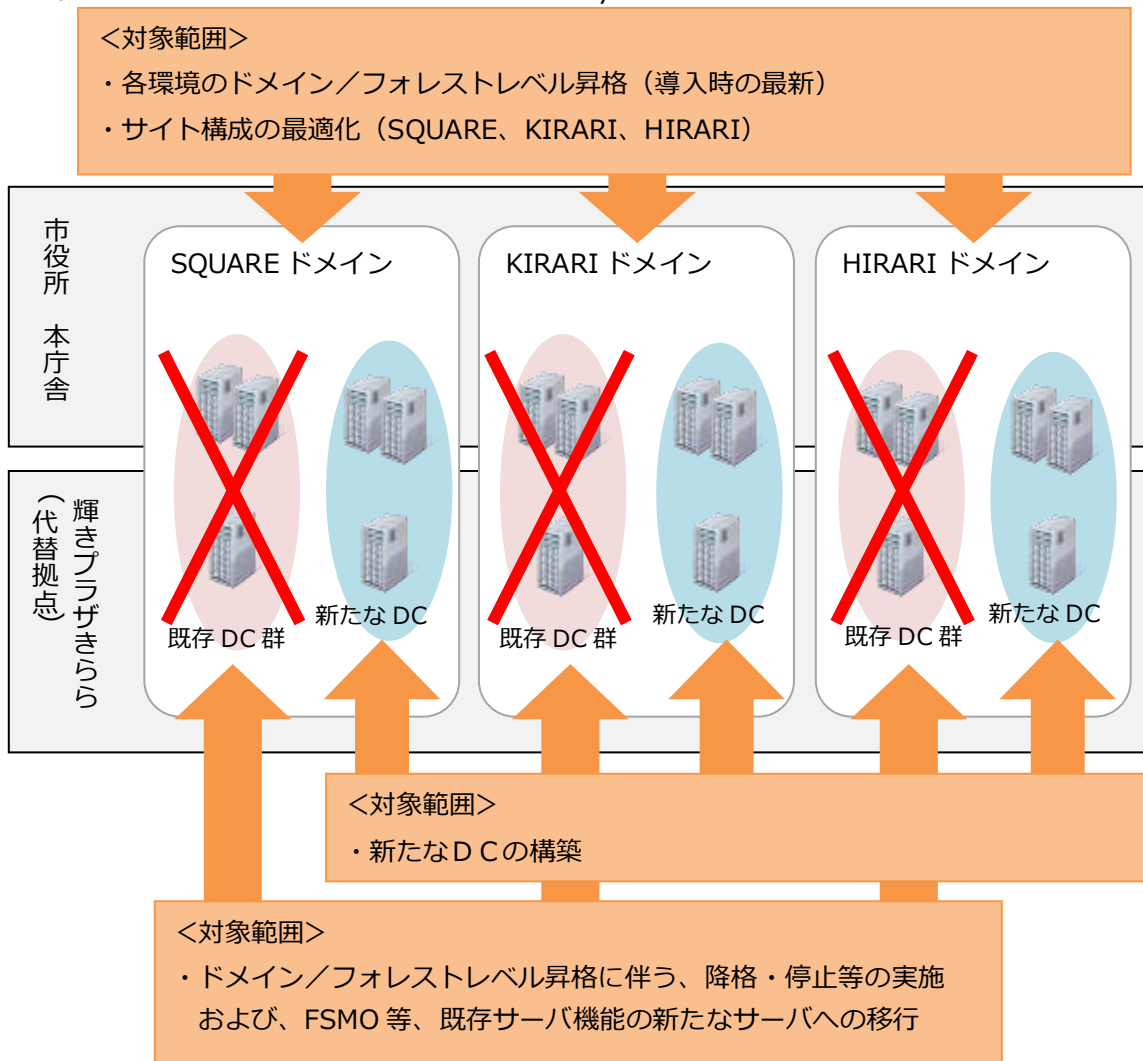 <対象範囲>
・各環境のドメイン／フォレストレベル昇格（導入時の最新）
・サイト構成の最適化（SQUARE、KIRARI、HIRARI）
市役所　本庁舎
SQUARE ドメイン
KIRARI ドメイン
HIRARI ドメイン
輝きプラザきらら
（代替拠点）
既存 DC 群
新たな DC
既存 DC 群
新たな DC
既存 DC 群
新たな DC
<対象範囲>
・新たなＤＣの構築
<対象範囲>
・ドメイン／フォレストレベル昇格に伴う、降格・停止等の実施
および、FSMO 等、既存サーバ機能の新たなサーバへの移行